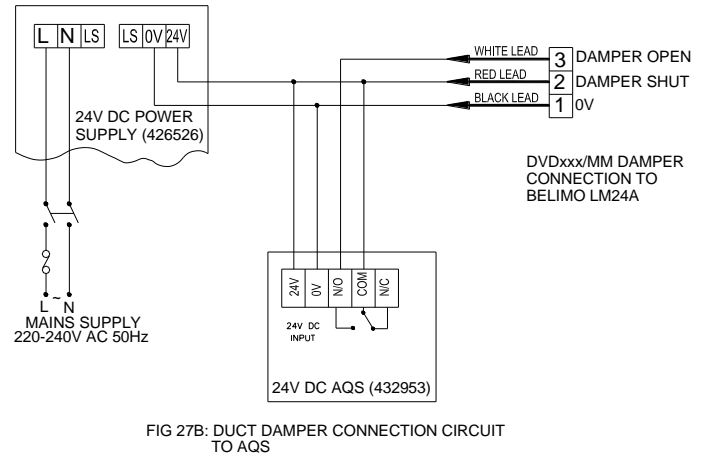 L N LS LS 0V 24V
24V DC POWER
SUPPLY (426526)
WHITE LEAD 3 DAMPER OPEN
RED LEAD 2 DAMPER SHUT
BLACK LEAD 1 0V
DVDxxx/MM DAMPER
CONNECTION TO
BELIMO LM24A
L ~ N
MAINS SUPPLY
220-240V AC 50Hz
24V 0V N/O COM N/C
24V DC
INPUT
24V DC AQS (432953)
FIG 27B: DUCT DAMPER CONNECTION CIRCUIT
TO AQS